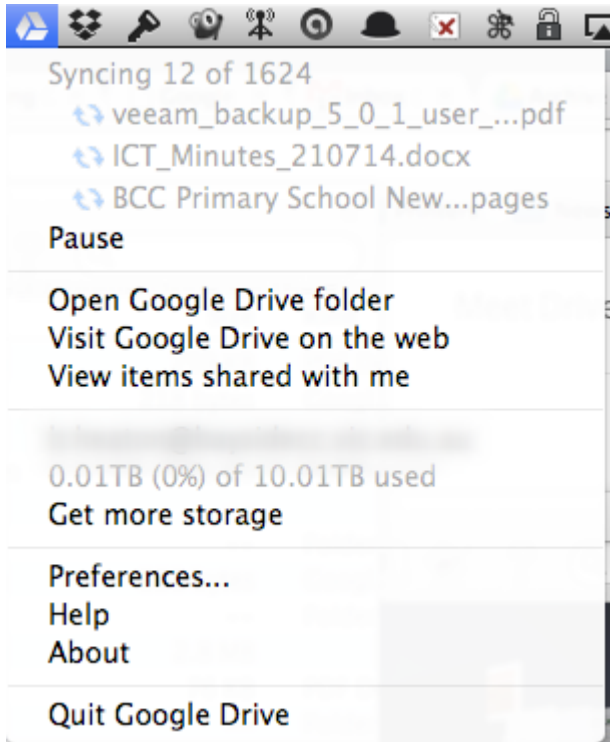 Syncing 12 of 1624
veeam_backup_5_0_1_user_...pdf
ICT_Minutes_210714.docx
BCC Primary School New...pages
Pause
Open Google Drive folder
Visit Google Drive on the web
View items shared with me
0.01TB (0%) of 10.01TB used
Get more storage
Preferences...
Help
About
Quit Google Drive